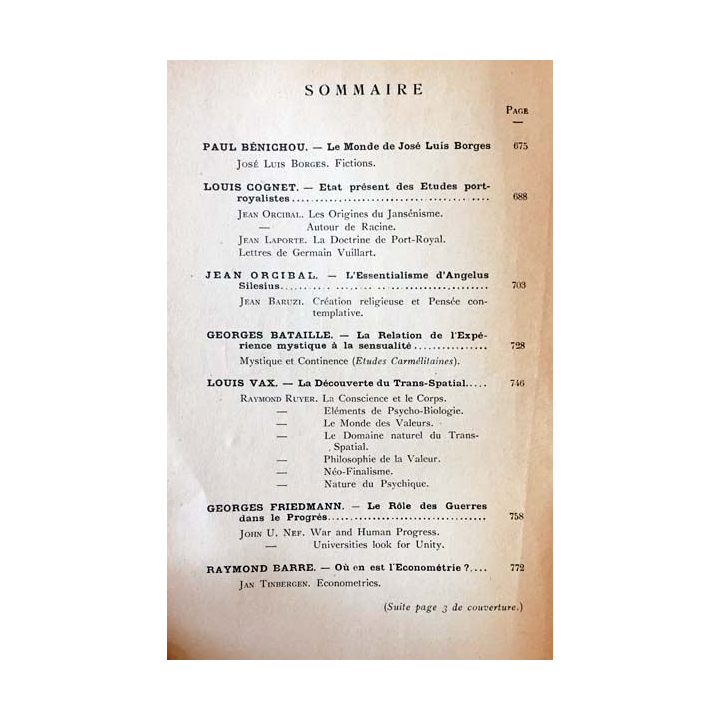 SOMMAIRE
PAGE
PAUL BÉNICHOU. — Le Monde de José Luis Borges 675
JOSÉ LUIS BORGES. Fictions.
LOUIS COGNET. — Etat présent des Etudes port-
royalistes........................................ 688
JEAN ORCIBAL. Les Origines du Jansénisme.
— Autour de Racine.
JEAN LAPORTE. La Doctrine de Port-Royal.
Lettres de Germain Vuillart.
JEAN ORCIBAL. — L'Essentialisme d'Angelus
Silesius........................................ 703
JEAN BARUZI. Création religieuse et Pensée con-
templative.
GEORGES BATAILLE. — La Relation de l'Expé-
rience mystique à la sensualité ................ 728
Mystique et Continence (Etudes Carmélitaines).
LOUIS VAX. — La Découverte du Trans-Spatial.... 746
RAYMOND RUYER. La Conscience et le Corps.
— Eléments de Psycho-Biologie.
— Le Monde des Valeurs.
— Le Domaine naturel du Trans-
Spatial.
— Philosophie de la Valeur.
— Néo-Finalisme.
— Nature du Psychique.
GEORGES FRIEDMANN. — Le Rôle des Guerres
dans le Progrés................................ 758
JOHN U. NEF. War and Human Progress.
— Universities look for Unity.
RAYMOND BARRE. — Où en est l'Econométrie ?.... 772
JAN TINBERGEN. Econometrics.
(Suite page 3 de couverture.)